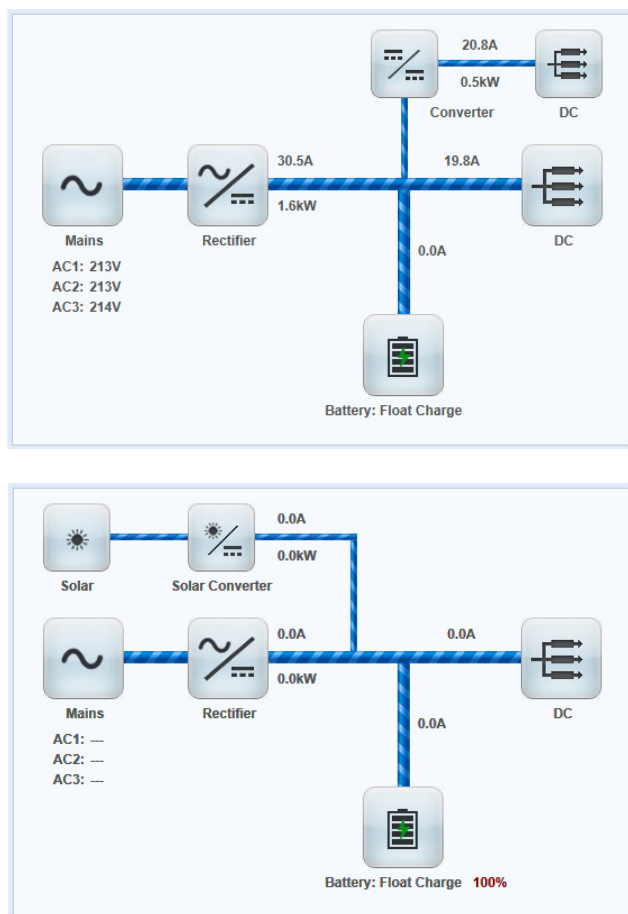 20.8A
0.5kW
Converter DC
30.5A 19.8A
1.6kW
Mains Rectifier DC
0.0A
AC1: 213V
AC2: 213V
AC3: 214V
Battery: Float Charge
0.0A
0.0kW
Solar Solar Converter
0.0A 0.0A
0.0kW
Mains Rectifier DC
0.0A
AC1: ---
AC2: ---
AC3: ---
Battery: Float Charge 100%